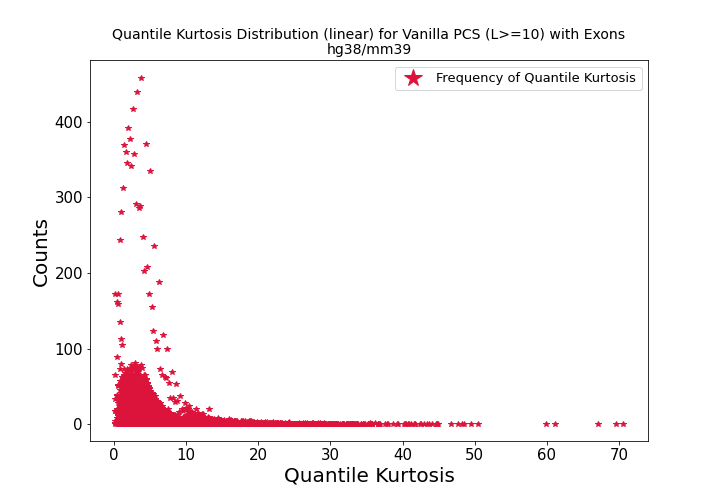 Quantile Kurtosis Distribution (linear) for Vanilla PCS (L>=10) with Exons
hg38/mm39
Frequency of Quantile Kurtosis
Counts
400
300
200
100
0
0 10 20 30 40 50 60 70
Quantile Kurtosis